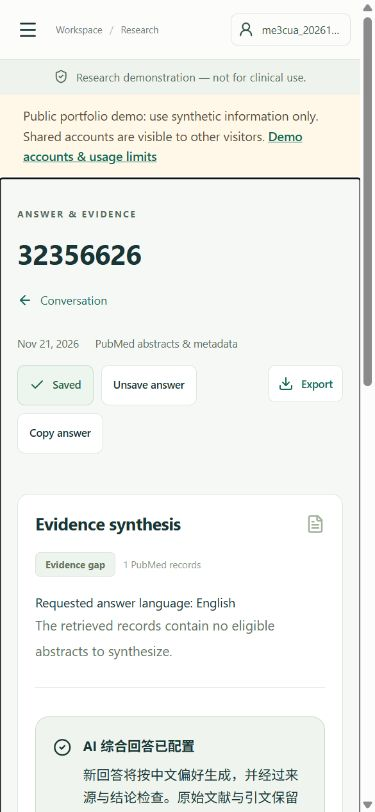 Workspace / Research
me3cua_20261...
Research demonstration — not for clinical use.
Public portfolio demo: use synthetic information only.
Shared accounts are visible to other visitors. Demo
accounts & usage limits
ANSWER & EVIDENCE
32356626
Conversation
Nov 21, 2026 PubMed abstracts & metadata
Saved
Unsave answer
Export
Copy answer
Evidence synthesis
Evidence gap
1 PubMed records
Requested answer language: English
The retrieved records contain no eligible
abstracts to synthesize.
AI 综合回答已配置
新回答将按中文偏好生成，并经过来
源与结论检查。原始文献与引文保留